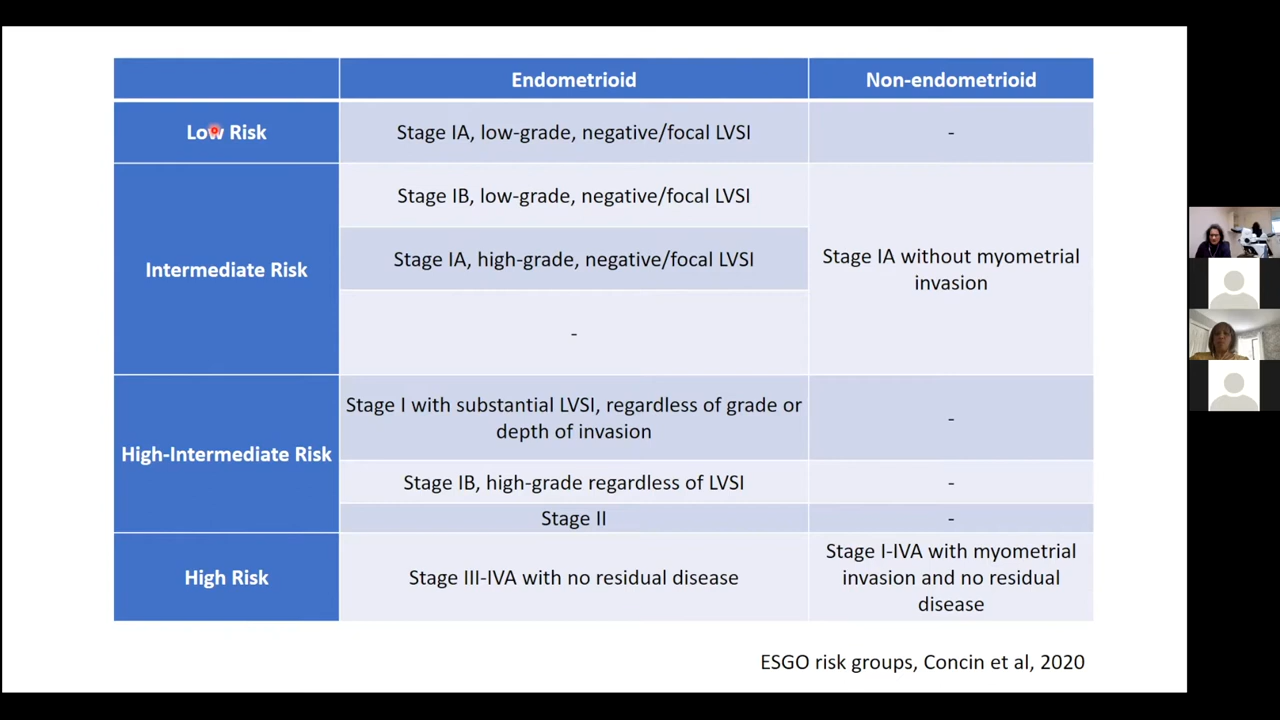 Endometrioid
Non-endometrioid
Low Risk
Stage IA, low-grade, negative/focal LVSI
-
Intermediate Risk
Stage IB, low-grade, negative/focal LVSI
Stage IA, high-grade, negative/focal LVSI
-
Stage IA without myometrial
invasion
High-Intermediate Risk
Stage I with substantial LVSI, regardless of grade or
depth of invasion
-
Stage IB, high-grade regardless of LVSI
-
Stage II
-
High Risk
Stage III-IVA with no residual disease
Stage I-IVA with myometrial
invasion and no residual
disease
ESGO risk groups, Concin et al, 2020